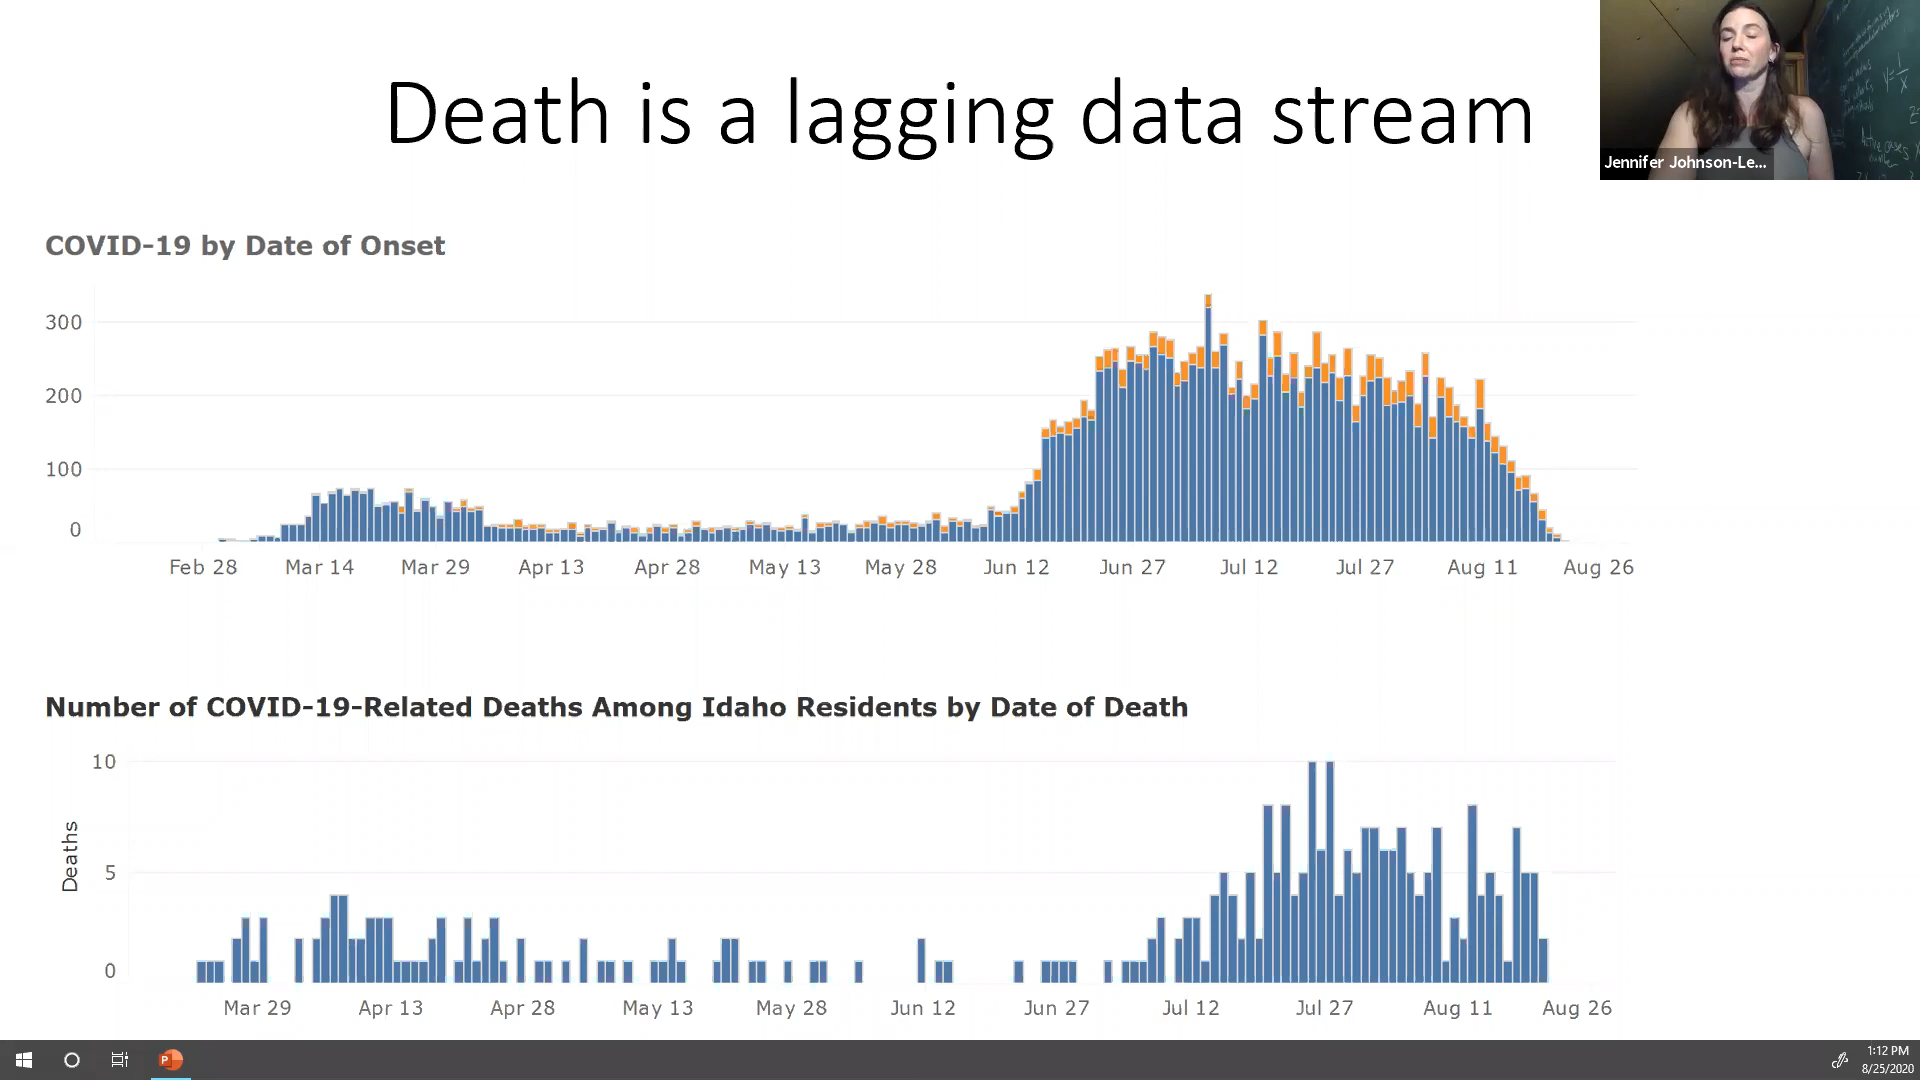 Death is a lagging data stream
Jennifer Johnson-Le...
COVID-19 by Date of Onset
300
200
100
0
Feb 28 Mar 14 Mar 29 Apr 13 Apr 28 May 13 May 28 Jun 12 Jun 27 Jul 12 Jul 27 Aug 11 Aug 26
Number of COVID-19-Related Deaths Among Idaho Residents by Date of Death
Deaths
10
5
0
Mar 29 Apr 13 Apr 28 May 13 May 28 Jun 12 Jun 27 Jul 12 Jul 27 Aug 11 Aug 26
1:12 PM
8/25/2020